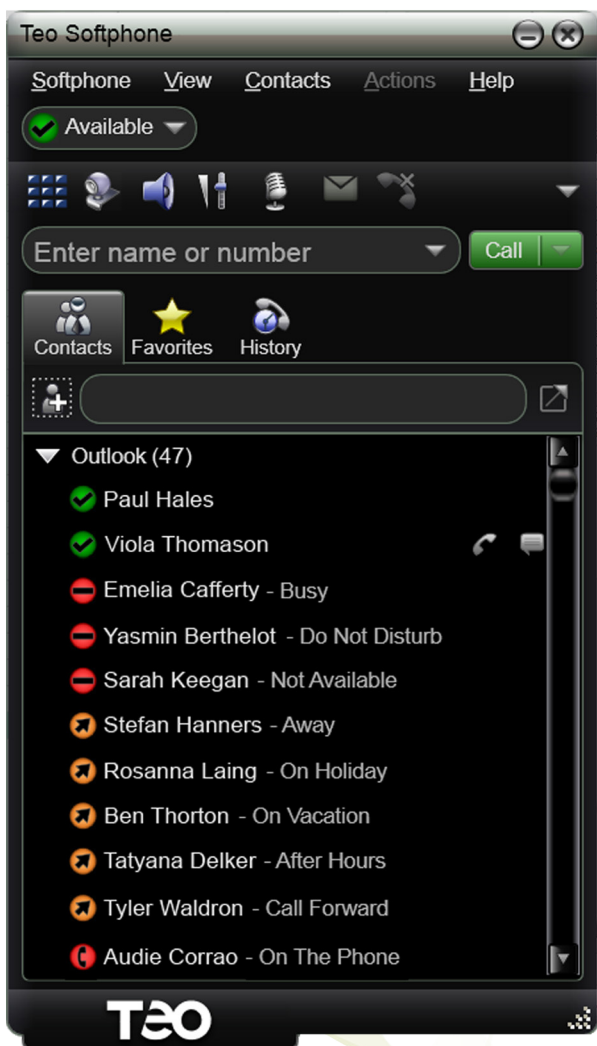 Teo Softphone
Softphone View Contacts Actions Help
Available
Enter name or number Call
Contacts Favorites History
Outlook (47)
Paul Hales
Viola Thomason
Emelia Cafferty - Busy
Yasmin Berthelot - Do Not Disturb
Sarah Keegan - Not Available
Stefan Hanners - Away
Rosanna Laing - On Holiday
Ben Thorton - On Vacation
Tatyana Delker - After Hours
Tyler Waldron - Call Forward
Audie Corrao - On The Phone
Teo